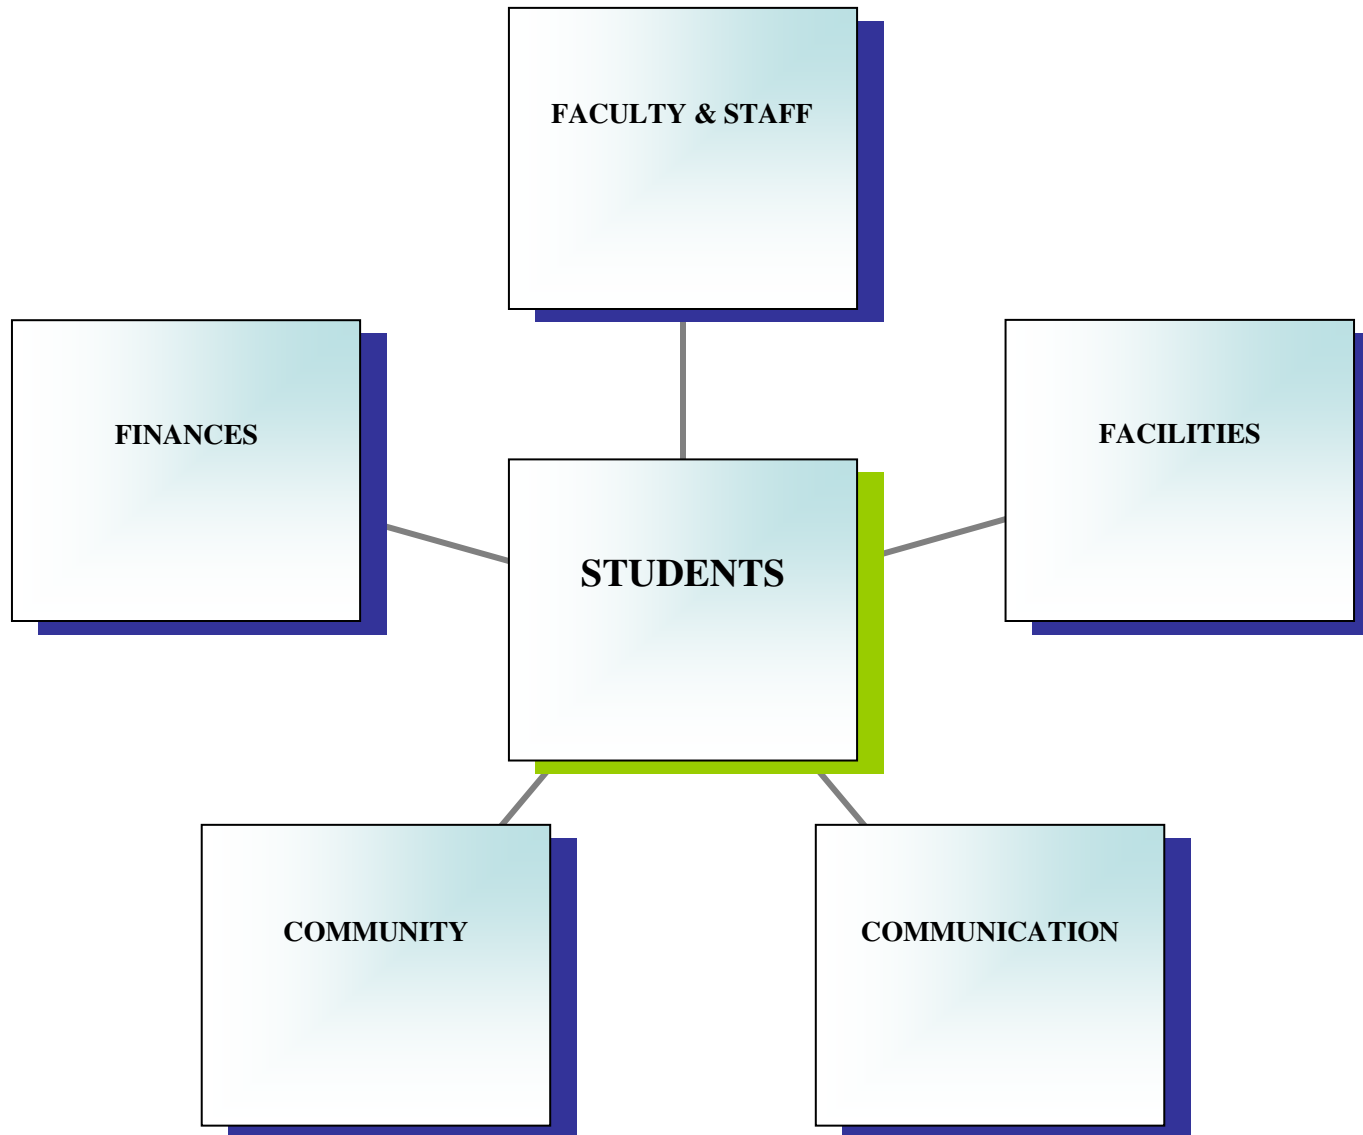 FACULTY & STAFF
FINANCES
FACILITIES
STUDENTS
COMMUNITY
COMMUNICATION